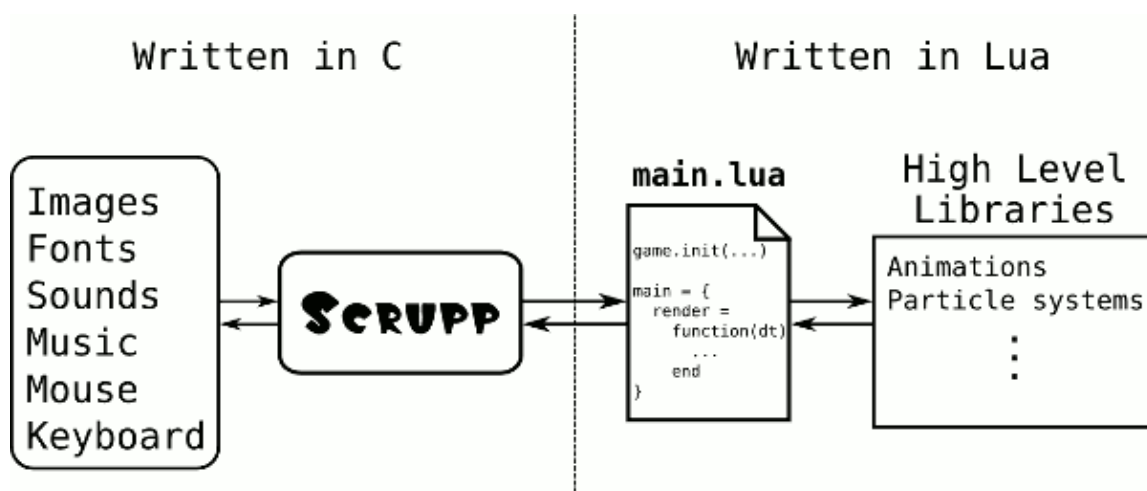 Written in C
Written in Lua
Images
Fonts
Sounds
Music
Mouse
Keyboard
SCRUPP
main.lua
game.init(...)
main = {
render =
function(dt)
...
end
}
High Level
Libraries
Animations
Particle systems